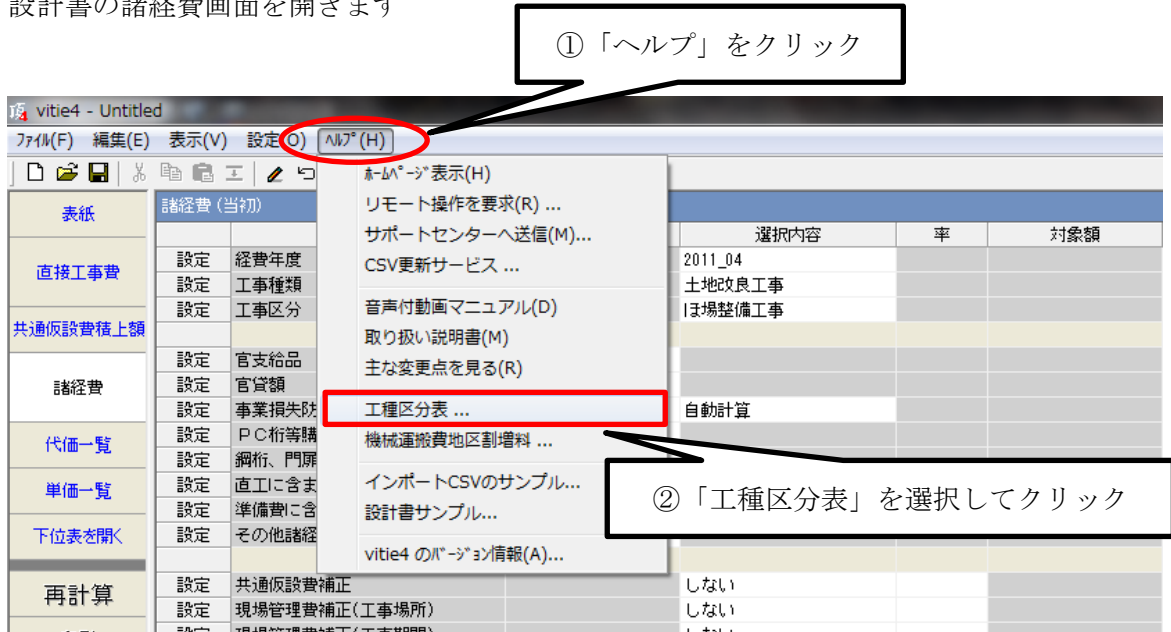 設計書の諸経費画面を開きます
①「ヘルプ」をクリック
vitie4 - Untitled
ファイル(F) 編集(E) 表示(V) 設定(O) ヘルプ(H)
ホームページ表示(H)
リモート操作を要求(R) ...
サポートセンターへ送信(M)...
CSV更新サービス ...
音声付動画マニュアル(D)
取り扱い説明書(M)
主な変更点を見る(R)
工種区分表 ...
機械運搬費地区割増料 ...
インポートCSVのサンプル...
設計書サンプル...
vitie4 のバージョン情報(A)...
②「工種区分表」を選択してクリック
表紙
直接工事費
共通仮設費積上額
諸経費
代価一覧
単価一覧
下位表を開く
再計算
諸経費(当初)
選択内容 率 対象額
設定 経費年度 2011_04
設定 工事種類 土地改良工事
設定 工事区分 ほ場整備工事
設定 官支給品
設定 官貸額
設定 事業損失防 自動計算
設定 PC桁等購
設定 鋼桁、門扉
設定 直工に含ま
設定 準備費に含
設定 その他諸経
設定 共通仮設費補正 しない
設定 現場管理費補正(工事場所) しない